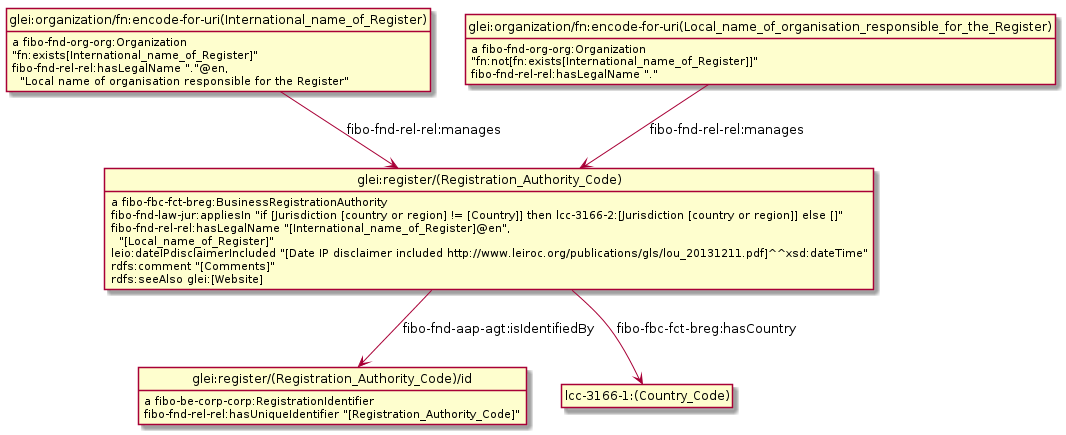 glei:organization/fn:encode-for-uri(International_name_of_Register)
a fibo-fnd-org-org:Organization
"fn:exists[International_name_of_Register]"
fibo-fnd-rel-rel:hasLegalName "."@en,
"Local name of organisation responsible for the Register"
glei:organization/fn:encode-for-uri(Local_name_of_organisation_responsible_for_the_Register)
a fibo-fnd-org-org:Organization
"fn:not[fn:exists[International_name_of_Register]]"
fibo-fnd-rel-rel:hasLegalName "."
fibo-fnd-rel-rel:manages
fibo-fnd-rel-rel:manages
glei:register/(Registration_Authority_Code)
a fibo-fbc-fct-breg:BusinessRegistrationAuthority
fibo-fnd-law-jur:appliesIn "if [Jurisdiction [country or region] != [Country]] then lcc-3166-2:[Jurisdiction [country or region]] else []"
fibo-fnd-rel-rel:hasLegalName "[International_name_of_Register]@en",
"[Local_name_of_Register]"
leio:dateIPdisclaimerIncluded "[Date IP disclaimer included http://www.leiroc.org/publications/gls/lou_20131211.pdf]^^xsd:dateTime"
rdfs:comment "[Comments]"
rdfs:seeAlso glei:[Website]
fibo-fnd-aap-agt:isIdentifiedBy
fibo-fbc-fct-breg:hasCountry
glei:register/(Registration_Authority_Code)/id
a fibo-be-corp-corp:RegistrationIdentifier
fibo-fnd-rel-rel:hasUniqueIdentifier "[Registration_Authority_Code]"
lcc-3166-1:(Country_Code)